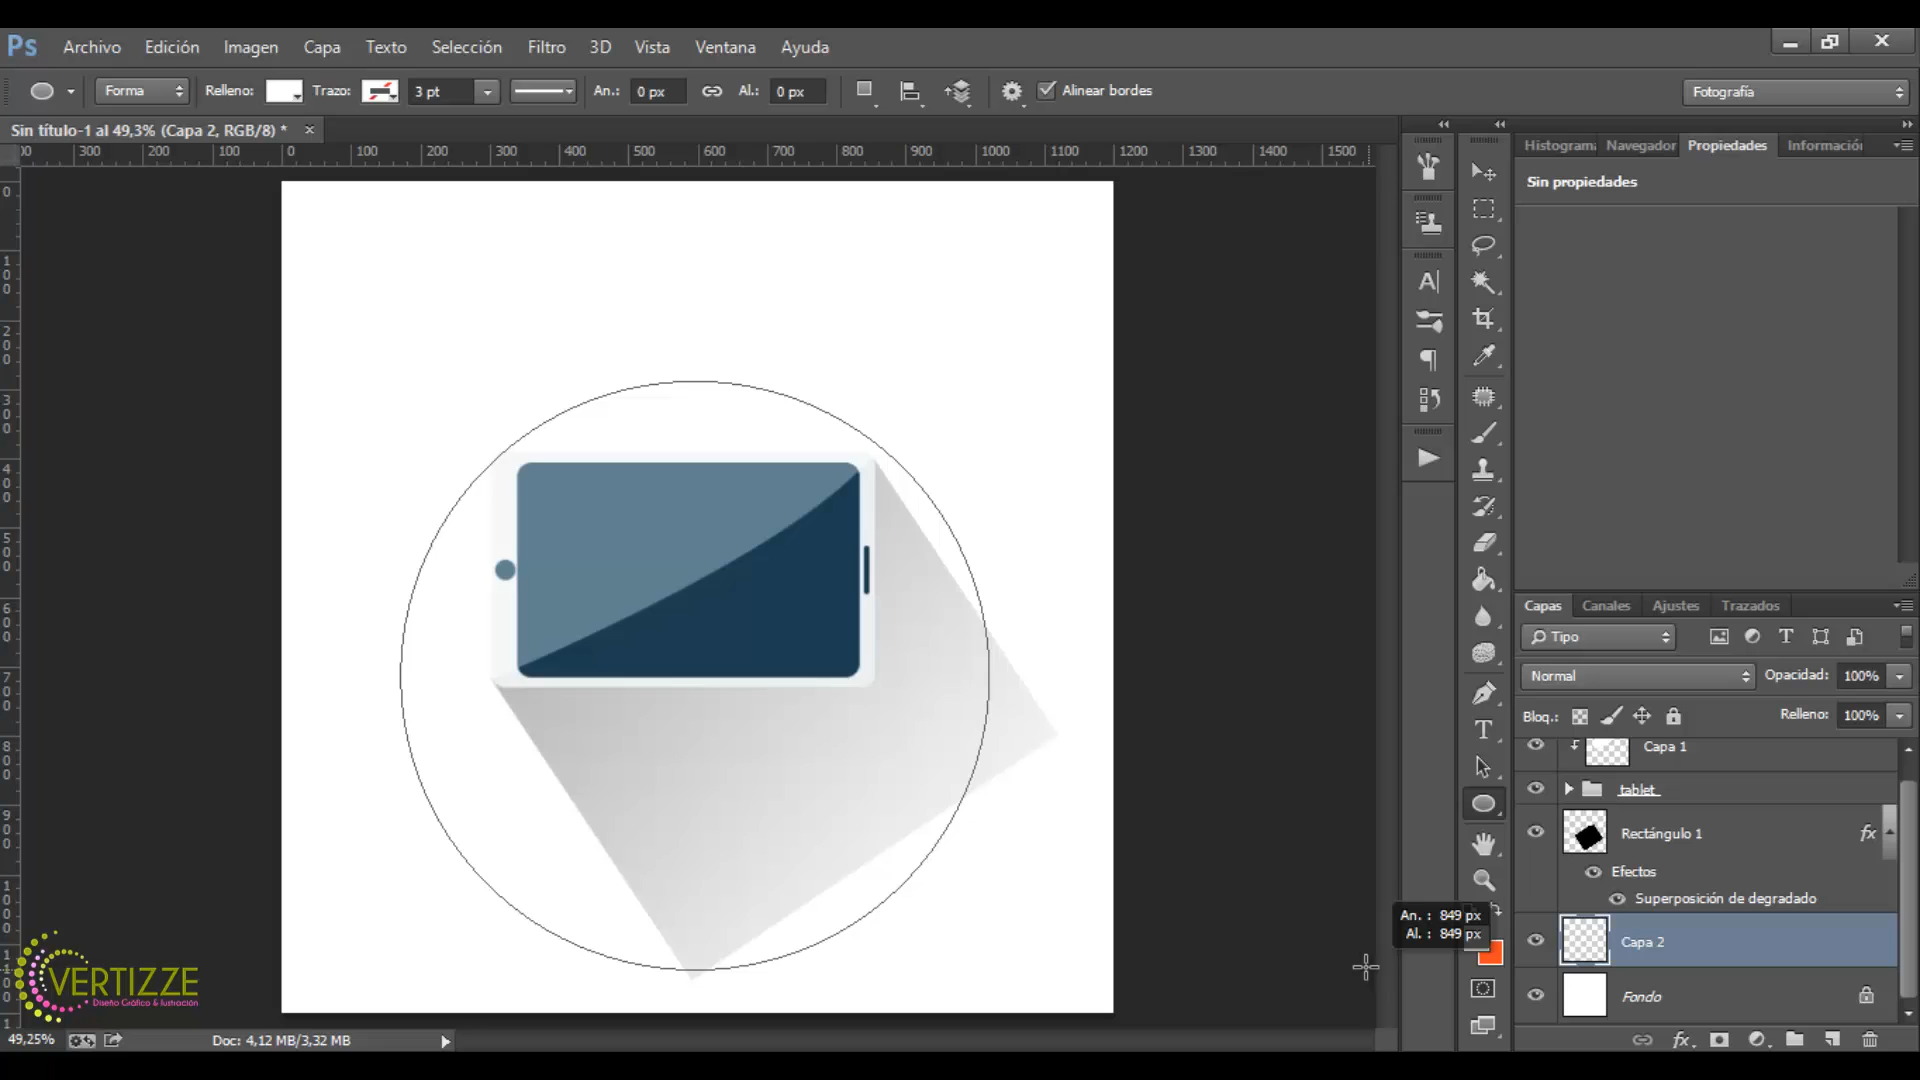 Ps Archivo Edición Imagen Capa Texto Selección Filtro 3D Vista Ventana Ayuda
Forma Relleno: Trazo: 3 pt An.: 0 px Al.: 0 px Alinear bordes Fotografía
Sin título-1 al 49,3% (Capa 2, RGB/8) *
300 200 100 0 100 200 300 400 500 600 700 800 900 1000 1100 1200 1300 1400 1500
Histograma Navegador Propiedades Información
Sin propiedades
Capas Canales Ajustes Trazados
Tipo
Normal Opacidad: 100%
Bloq.: Relleno: 100%
Capa 1
tablet
Rectángulo 1 fx
Efectos
Superposición de degradado
Capa 2
Fondo
An. : 849 px
Al. : 849 px
VERTIZZE
Diseño Gráfico & Ilustración
49,25% Doc: 4,12 MB/3,32 MB